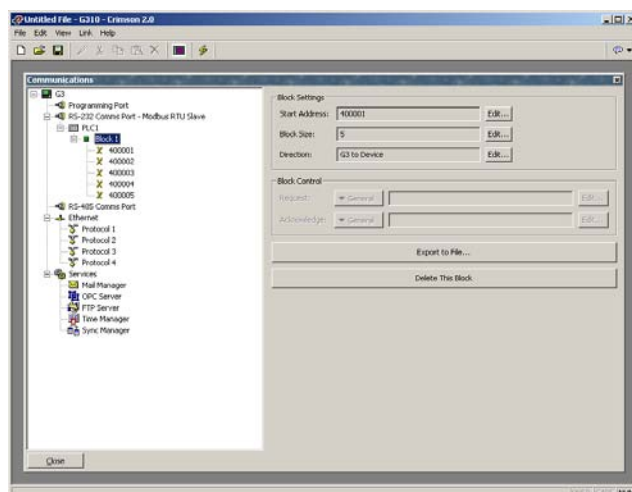 Untitled File - G310 - Crimson 2.0
File Edit View Link Help
Communications
G3
Programming Port
RS-232 Comms Port - Modbus RTU Slave
PLC1
Block 1
400001
400002
400003
400004
400005
RS-485 Comms Port
Ethernet
Protocol 1
Protocol 2
Protocol 3
Protocol 4
Services
Mail Manager
OPC Server
FTP Server
Time Manager
Sync Manager
Block Settings
Start Address: 400001 Edit...
Block Size: 5 Edit...
Direction: G3 to Device Edit...
Block Control
Request: General Edit...
Acknowledge: General Edit...
Export to File...
Delete This Block
Close